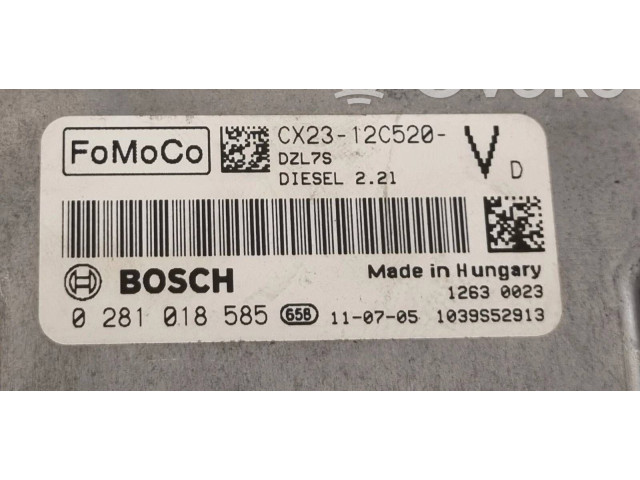 FoMoCo CX23-12C520- V D
DZL7S
DIESEL 2.2l
BOSCH Made in Hungary
1263 0023
0 281 018 585 658 11-07-05 1039S52913